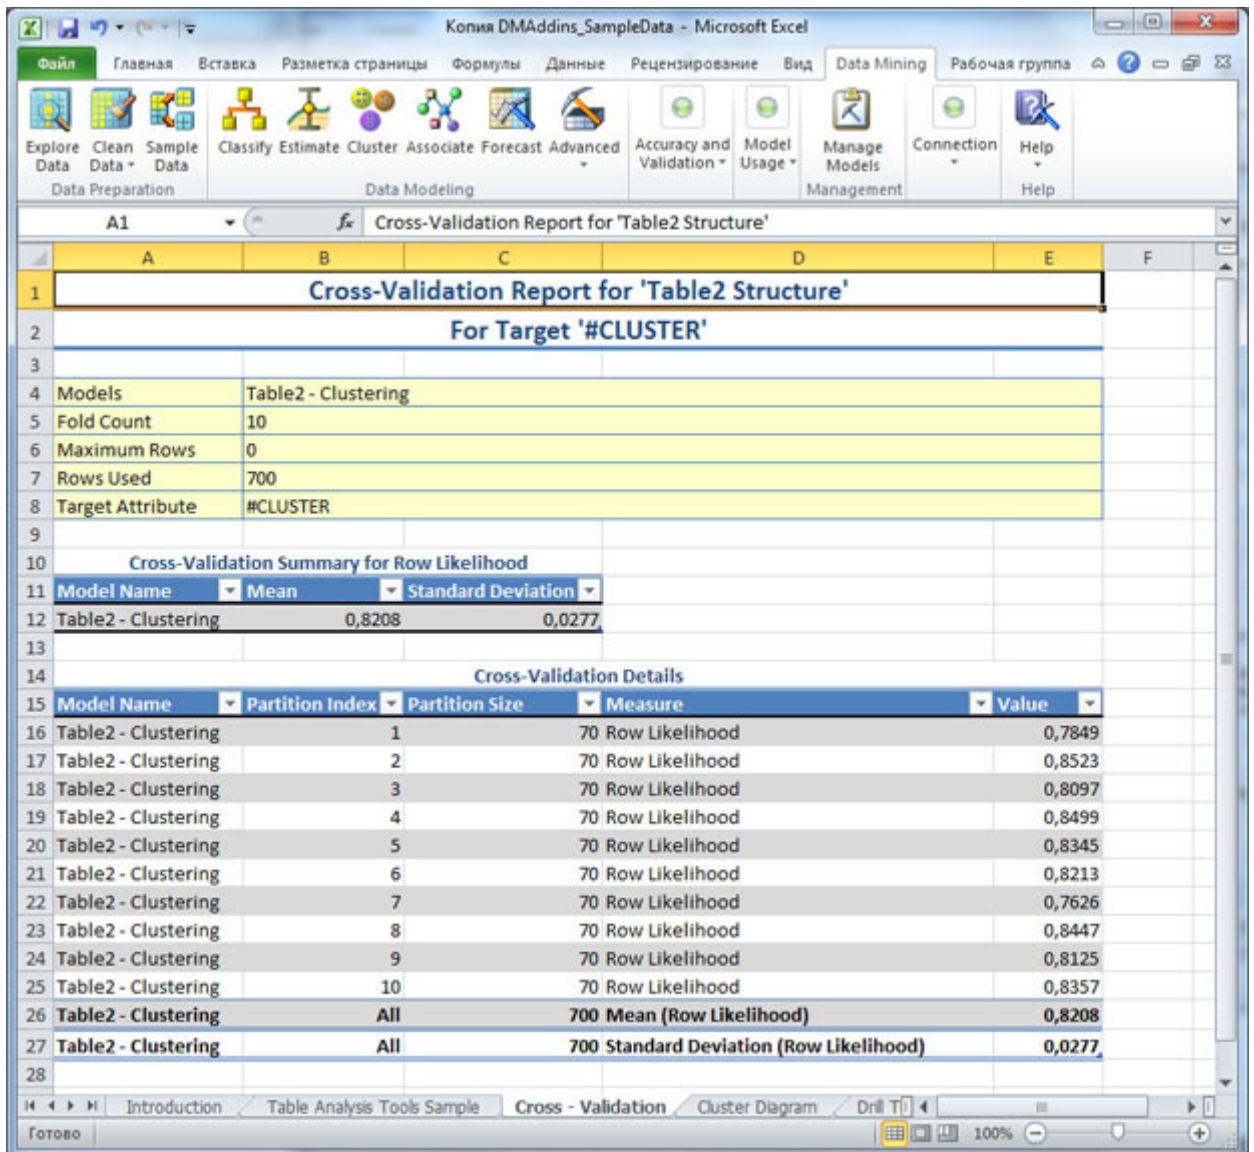 Копия DMAddins_SampleData - Microsoft Excel
Файл Главная Вставка Разметка страницы Формулы Данные Рецензирование Вид Data Mining Рабочая группа
Explore Data Clean Data Sample Data Classify Estimate Cluster Associate Forecast Advanced Accuracy and Validation Model Usage Manage Models Connection Help
Data Preparation Data Modeling Management Help
A1 fx Cross-Validation Report for 'Table2 Structure'
A B C D E F
1 Cross-Validation Report for 'Table2 Structure'
2 For Target '#CLUSTER'
3
4 Models Table2 - Clustering
5 Fold Count 10
6 Maximum Rows 0
7 Rows Used 700
8 Target Attribute #CLUSTER
9
10 Cross-Validation Summary for Row Likelihood
11 Model Name Mean Standard Deviation
12 Table2 - Clustering 0,8208 0,0277
13
14 Cross-Validation Details
15 Model Name Partition Index Partition Size Measure Value
16 Table2 - Clustering 1 70 Row Likelihood 0,7849
17 Table2 - Clustering 2 70 Row Likelihood 0,8523
18 Table2 - Clustering 3 70 Row Likelihood 0,8097
19 Table2 - Clustering 4 70 Row Likelihood 0,8499
20 Table2 - Clustering 5 70 Row Likelihood 0,8345
21 Table2 - Clustering 6 70 Row Likelihood 0,8213
22 Table2 - Clustering 7 70 Row Likelihood 0,7626
23 Table2 - Clustering 8 70 Row Likelihood 0,8447
24 Table2 - Clustering 9 70 Row Likelihood 0,8125
25 Table2 - Clustering 10 70 Row Likelihood 0,8357
26 Table2 - Clustering All 700 Mean (Row Likelihood) 0,8208
27 Table2 - Clustering All 700 Standard Deviation (Row Likelihood) 0,0277
28
Introduction Table Analysis Tools Sample Cross - Validation Cluster Diagram Drill T
Готово 100%